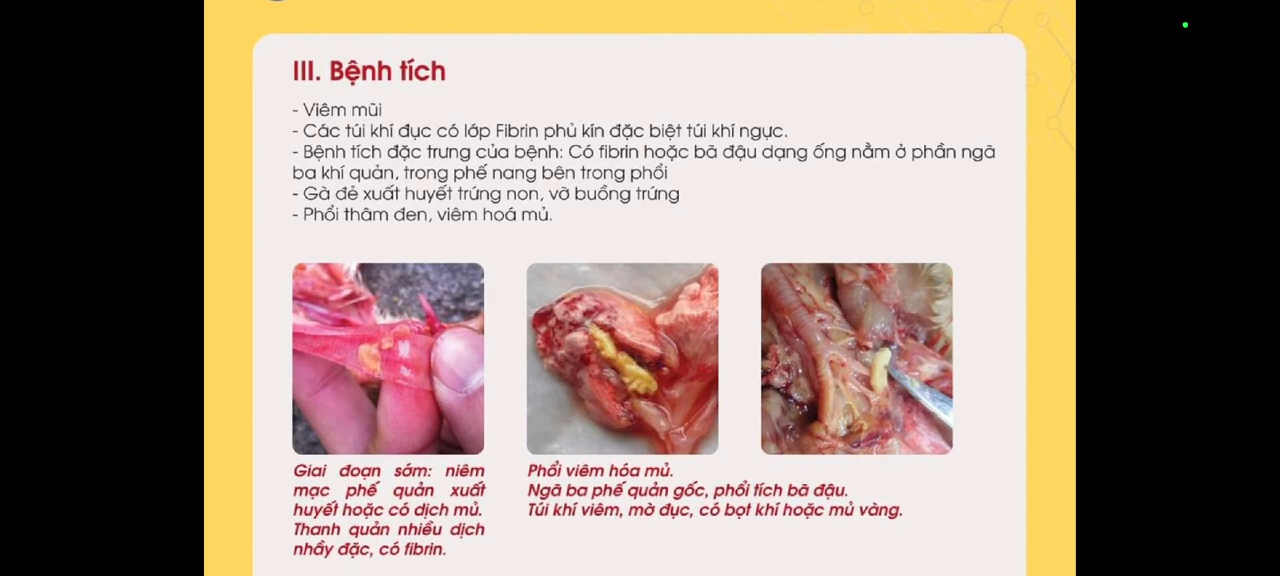 III. Bệnh tích
- Viêm mũi
- Các túi khí đục có lớp Fibrin phủ kín đặc biệt túi khí ngực.
- Bệnh tích đặc trưng của bệnh: Có fibrin hoặc bã đậu dạng ống nằm ở phần ngã
ba khí quản, trong phế nang bên trong phổi
- Gà đẻ xuất huyết trứng non, vỡ buồng trứng
- Phổi thâm đen, viêm hoá mủ.
Giai đoạn sớm: niêm
mạc phế quản xuất
huyết hoặc có dịch mủ.
Thanh quản nhiều dịch
nhầy đặc, có fibrin.
Phổi viêm hóa mủ.
Ngã ba phế quản gốc, phổi tích bã đậu.
Túi khí viêm, mờ đục, có bọt khí hoặc mủ vàng.